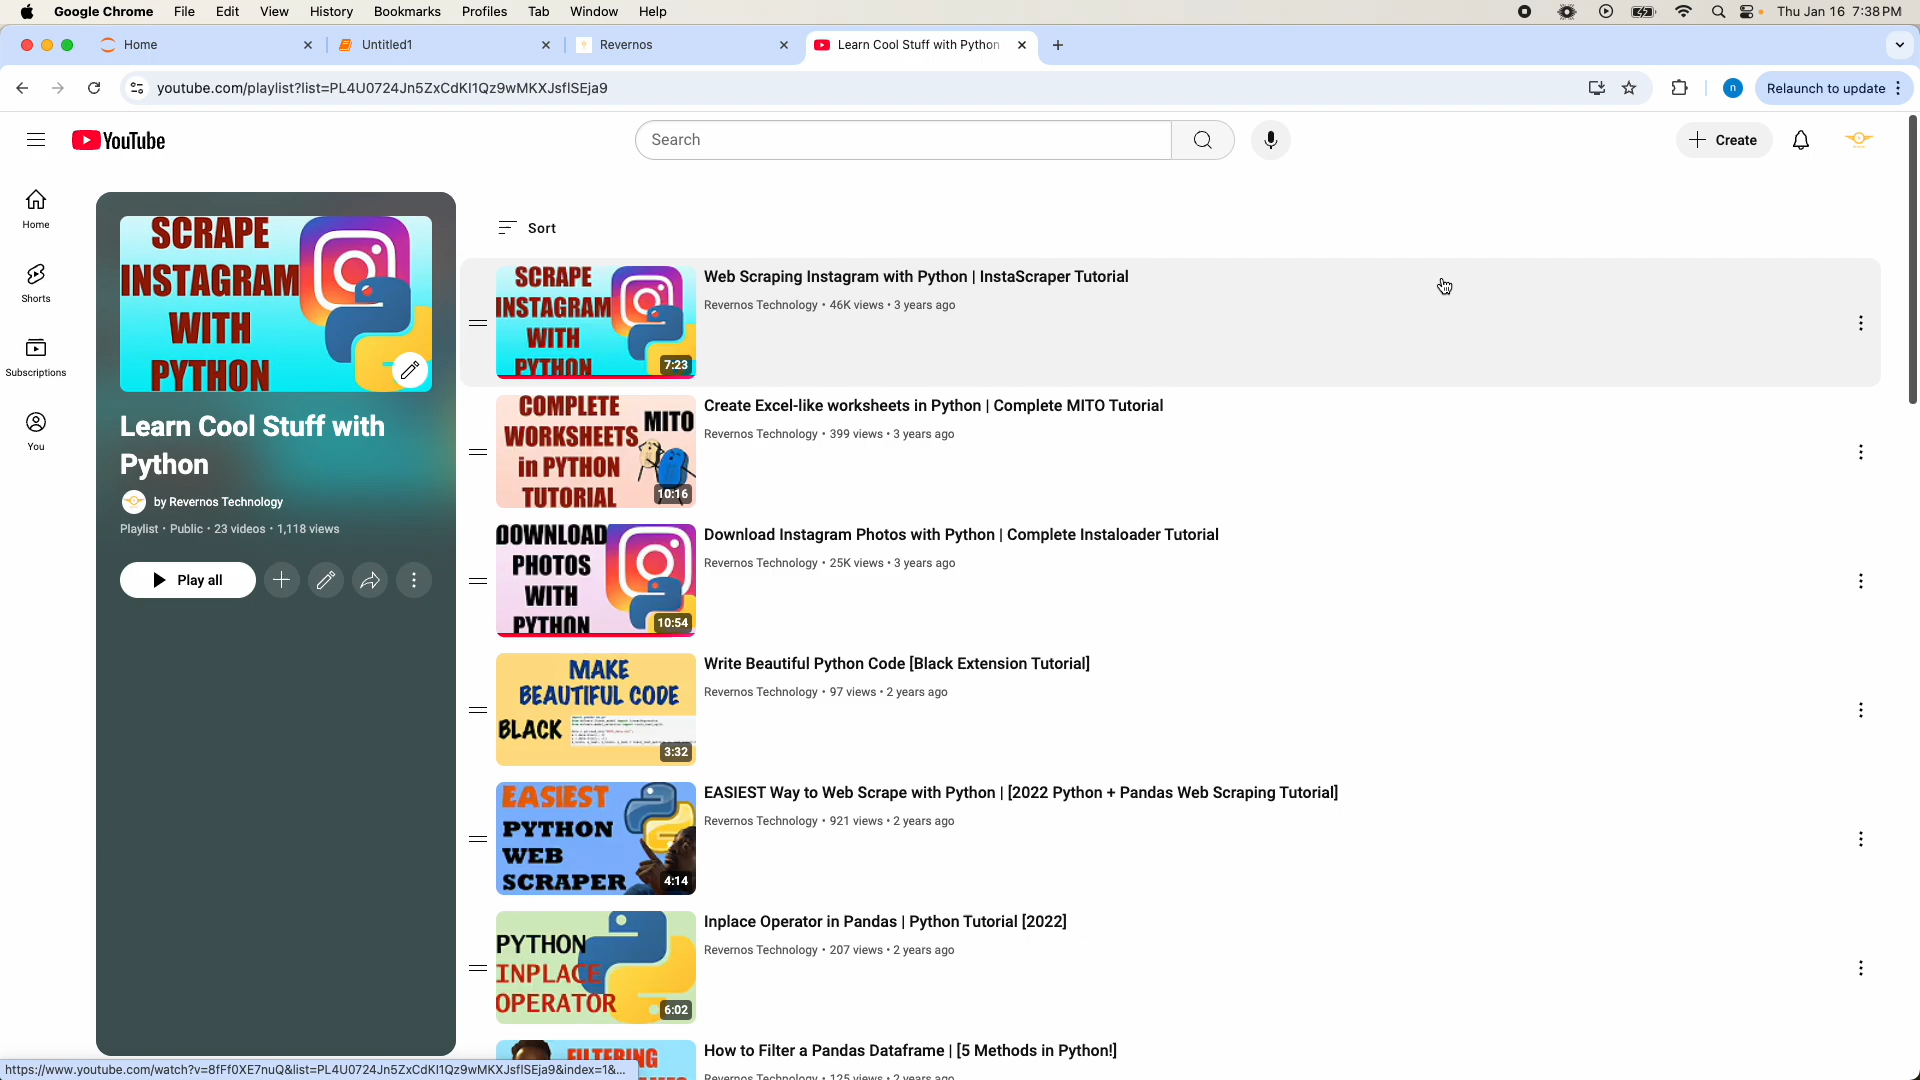 Google Chrome File Edit View History Bookmarks Profiles Tab Window Help Thu Jan 16 7:38 PM
Home Untitled1 Revernos Learn Cool Stuff with Python
youtube.com/playlist?list=PL4U0724Jn5ZxCdKI1Qz9wMKXJsfISEja9 n Relaunch to update
YouTube Search Create
Home
Shorts
Subscriptions
You
SCRAPE
INSTAGRAM
WITH
PYTHON
Learn Cool Stuff with
Python
by Revernos Technology
Playlist • Public • 23 videos • 1,118 views
Play all
Sort
SCRAPE
INSTAGRAM
WITH
PYTHON
7:23
Web Scraping Instagram with Python | InstaScraper Tutorial
Revernos Technology • 46K views • 3 years ago
COMPLETE
WORKSHEETS
in PYTHON
TUTORIAL
MITO
10:16
Create Excel-like worksheets in Python | Complete MITO Tutorial
Revernos Technology • 399 views • 3 years ago
DOWNLOAD
PHOTOS
WITH
PYTHON
10:54
Download Instagram Photos with Python | Complete Instaloader Tutorial
Revernos Technology • 25K views • 3 years ago
MAKE
BEAUTIFUL CODE
BLACK
3:32
Write Beautiful Python Code [Black Extension Tutorial]
Revernos Technology • 97 views • 2 years ago
EASIEST
PYTHON
WEB
SCRAPER
4:14
EASIEST Way to Web Scrape with Python | [2022 Python + Pandas Web Scraping Tutorial]
Revernos Technology • 921 views • 2 years ago
PYTHON
INPLACE
OPERATOR
6:02
Inplace Operator in Pandas | Python Tutorial [2022]
Revernos Technology • 207 views • 2 years ago
FILTERING
How to Filter a Pandas Dataframe | [5 Methods in Python!]
Revernos Technology • 125 views • 2 years ago
https://www.youtube.com/watch?v=8fFf0XE7nuQ&list=PL4U0724Jn5ZxCdKI1Qz9wMKXJsfISEja9&index=1&...